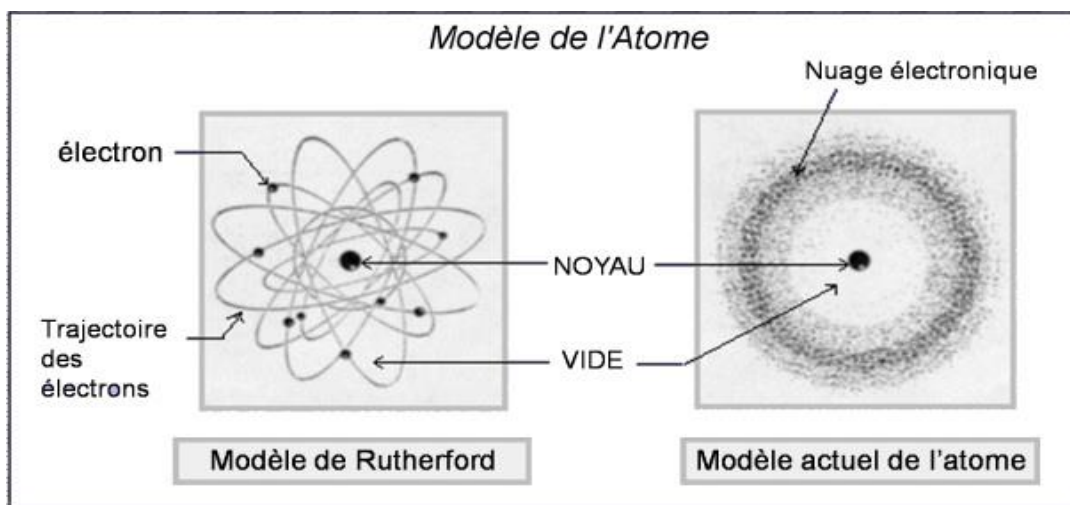 Modèle de l'Atome
Nuage électronique
électron
NOYAU
Trajectoire
des
électrons
VIDE
Modèle de Rutherford
Modèle actuel de l'atome